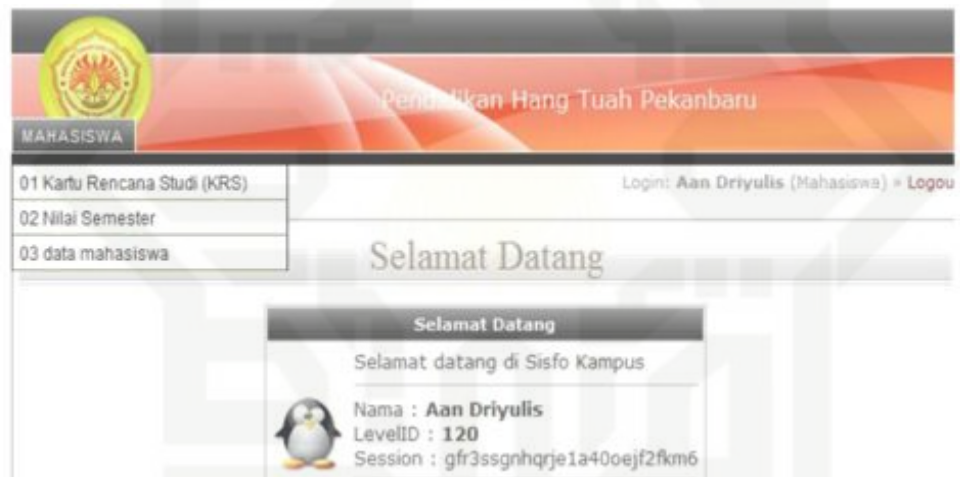 Pendidikan Hang Tuah Pekanbaru
MAHASISWA
01 Kartu Rencana Studi (KRS)
02 Nilai Semester
03 data mahasiswa
Login: Aan Driyulis (Mahasiswa) » Logou
Selamat Datang
Selamat Datang
Selamat datang di Sisfo Kampus
Nama : Aan Driyulis
LevelID : 120
Session : gfr3ssgnhqrje1a40oejf2fkm6